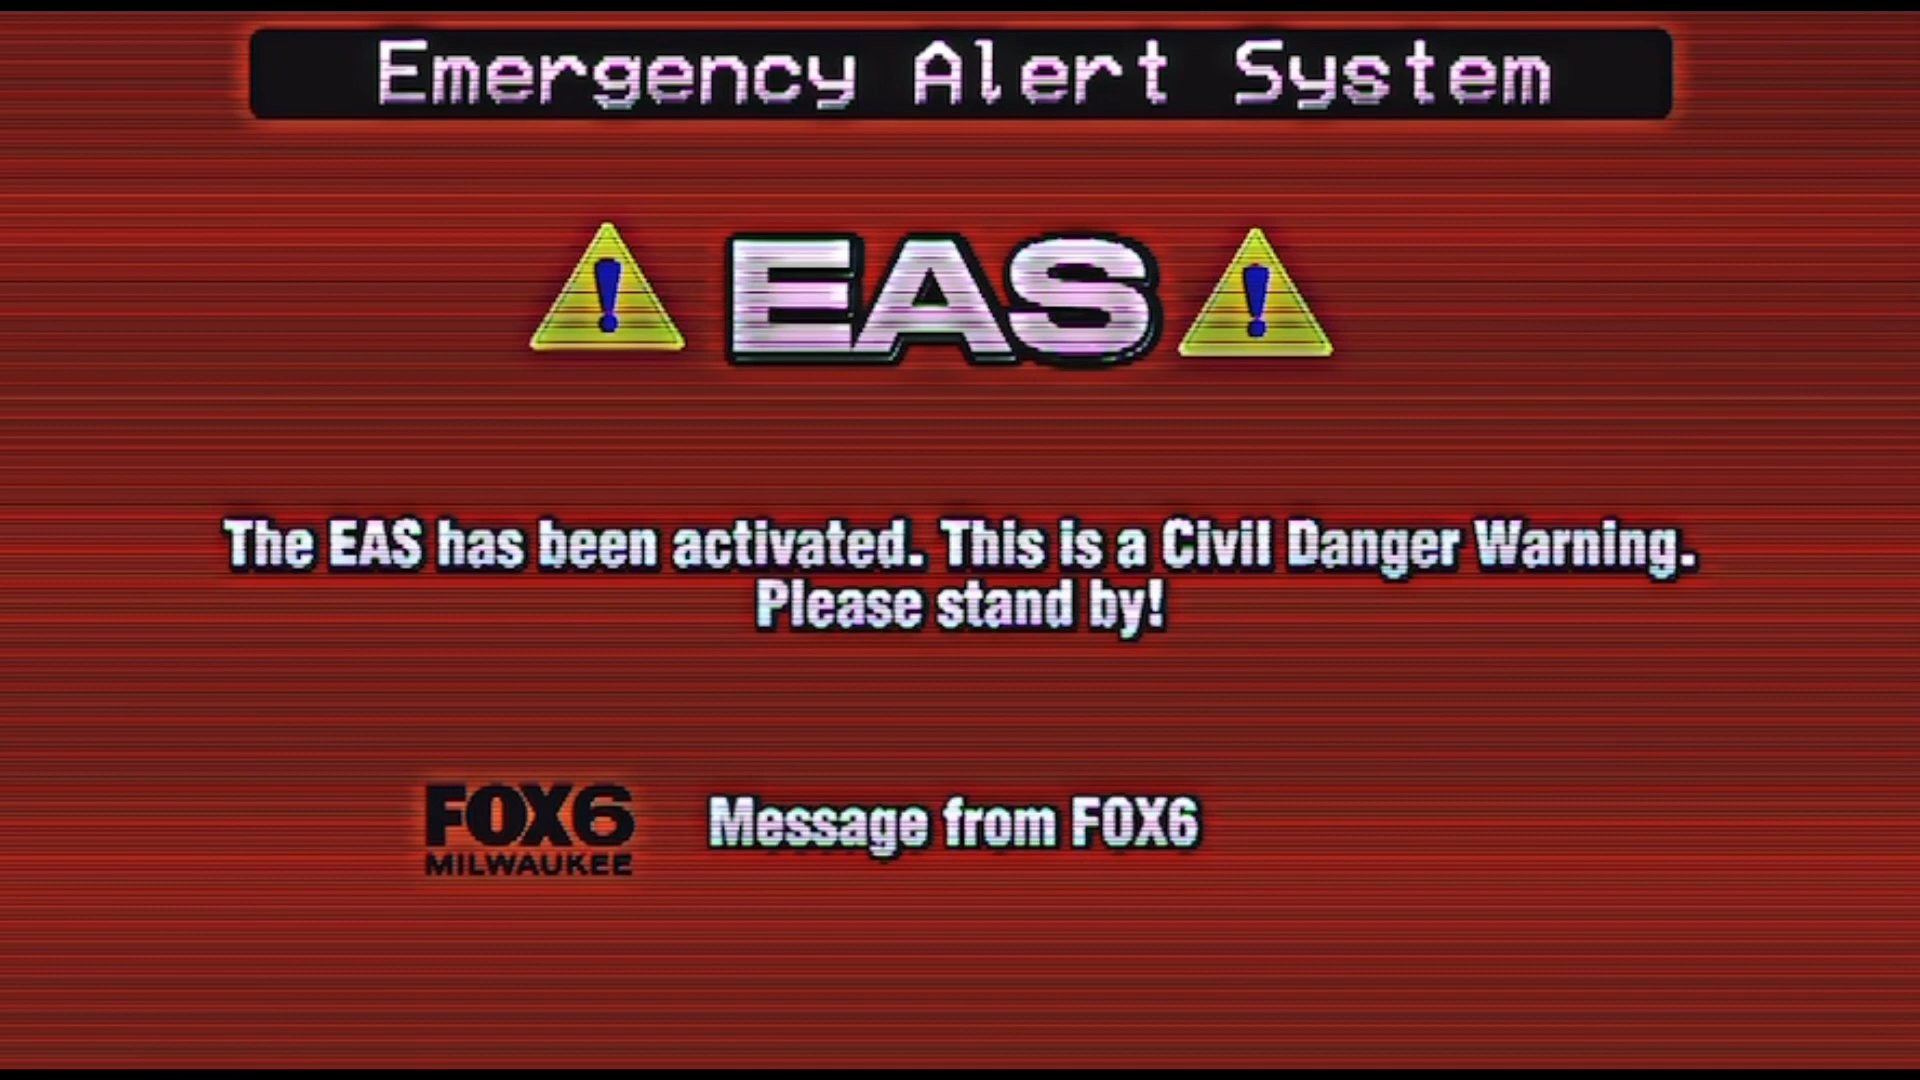 Emergency Alert System
! EAS !
The EAS has been activated. This is a Civil Danger Warning.
Please stand by!
FOX6
MILWAUKEE
Message from FOX6